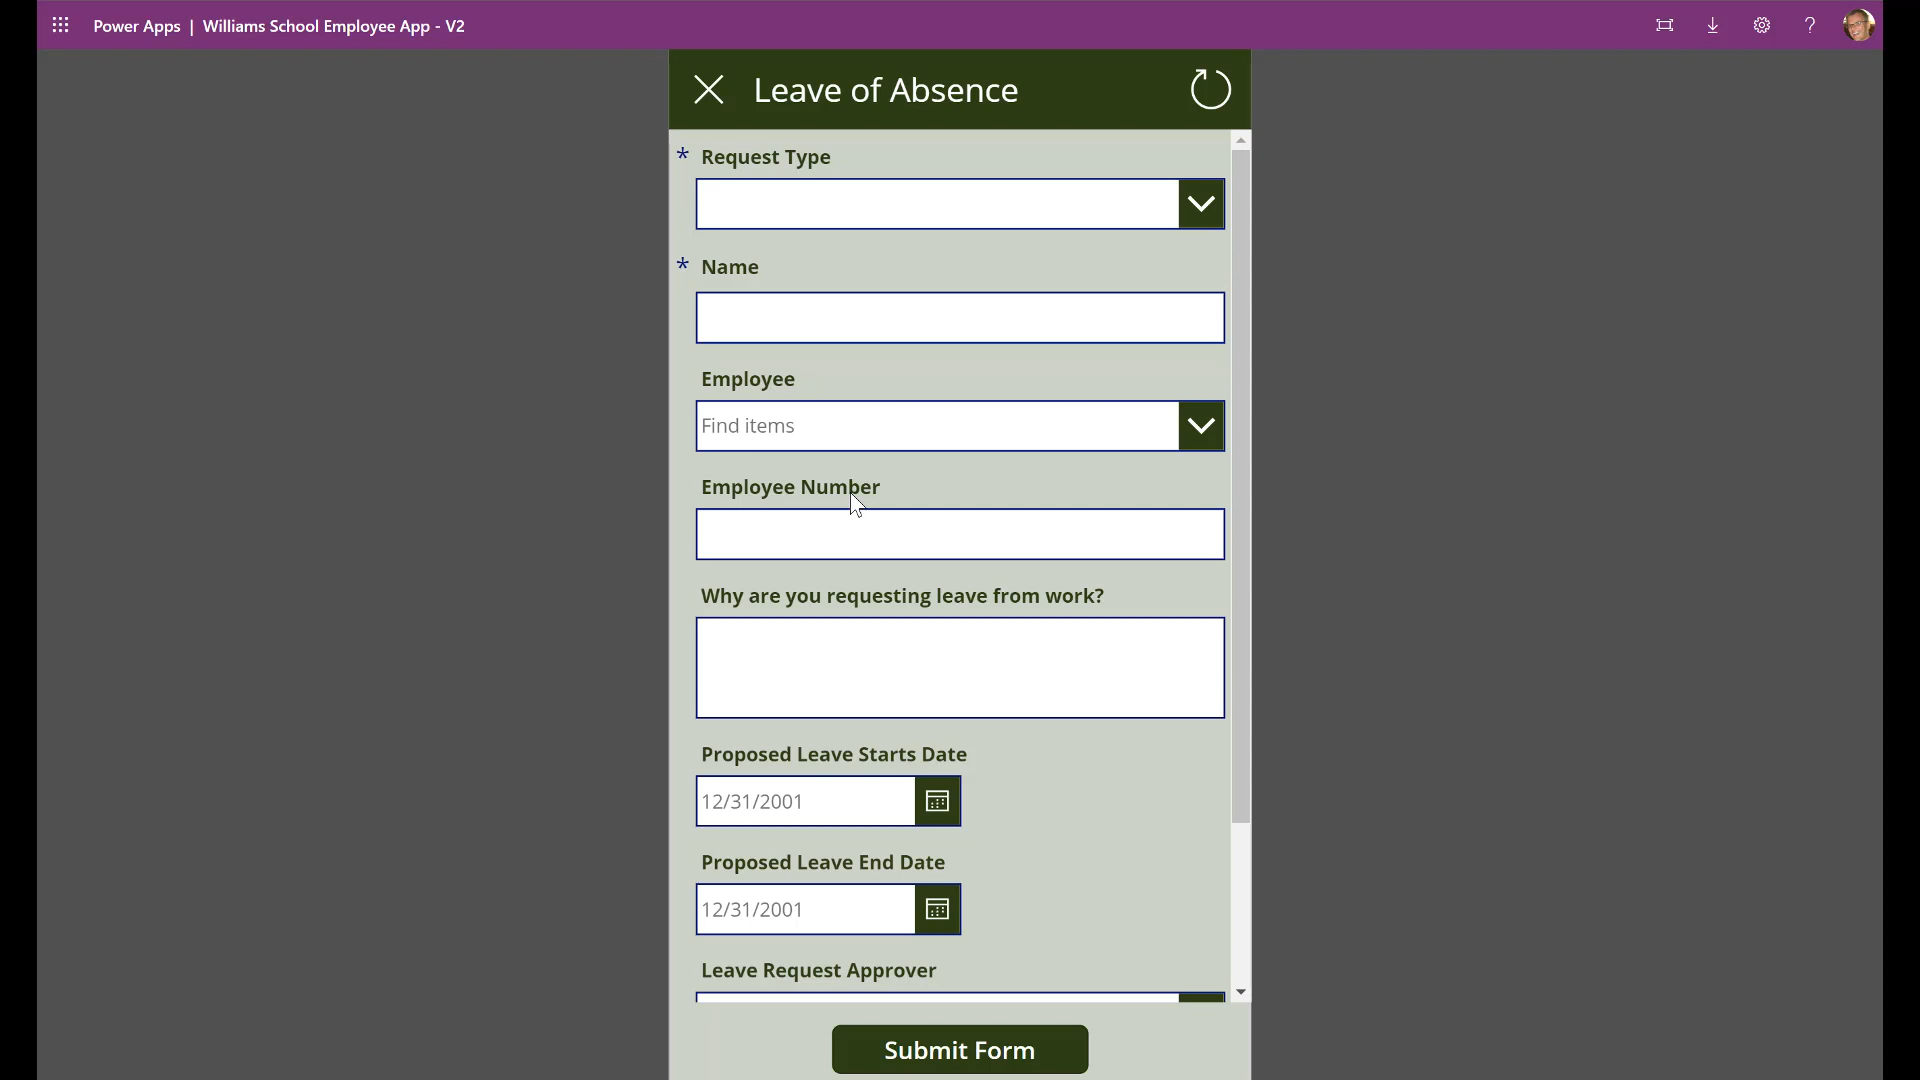 Power Apps | Williams School Employee App - V2
?
Leave of Absence
* Request Type
* Name
Employee
Find items
Employee Number
Why are you requesting leave from work?
Proposed Leave Starts Date
12/31/2001
Proposed Leave End Date
12/31/2001
Leave Request Approver
Submit Form